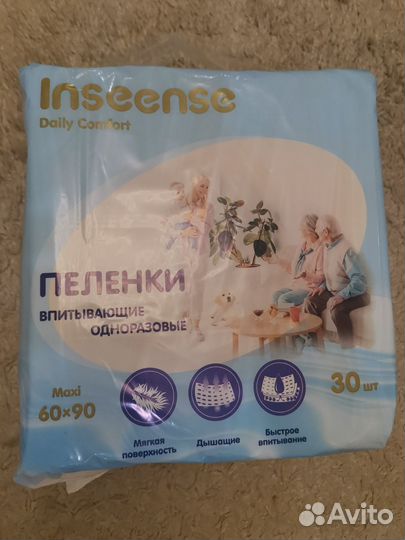 Inseense
Daily Comfort
ПЕЛЕНКИ
ВПИТЫВАЮЩИЕ
ОДНОРАЗОВЫЕ
Maxi
60×90
30 шт
Мягкая
поверхность
Дышащие
Быстрое
впитывание
Avito